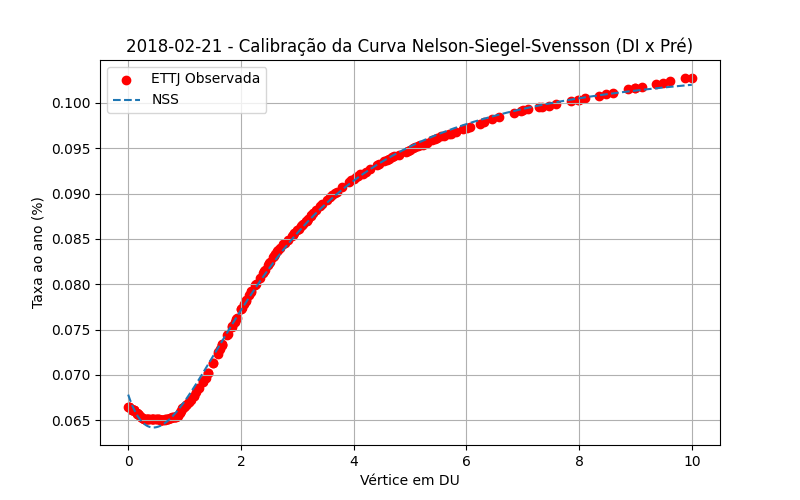 2018-02-21 - Calibração da Curva Nelson-Siegel-Svensson (DI x Pré)
ETTJ Observada
NSS
0.100
0.095
0.090
0.085
0.080
0.075
0.070
0.065
Taxa ao ano (%)
0 2 4 6 8 10
Vértice em DU